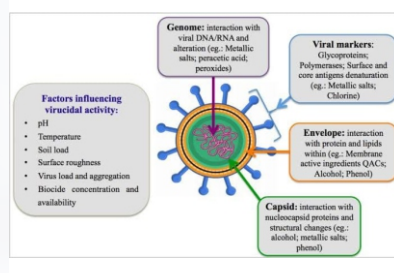 Genome: interaction with
viral DNA/RNA and
alteration (eg.: Metallic
salts; peracetic acid;
peroxides)
Viral markers:
Glycoproteins;
Polymerases; Surface and
core antigens denaturation
(eg.: Metallic salts;
Chlorine)
Factors influencing
virucidal activity:
• pH
• Temperature
• Soil load
• Surface roughness
• Virus load and aggregation
• Biocide concentration and
availability
Envelope: interaction
with protein and lipids
within (eg.: Membrane
active ingredients QACs;
Alcohol; Phenol)
Capsid: interaction with
nucleocapsid proteins and
structural changes (eg.:
alcohol; metallic salts;
phenol)